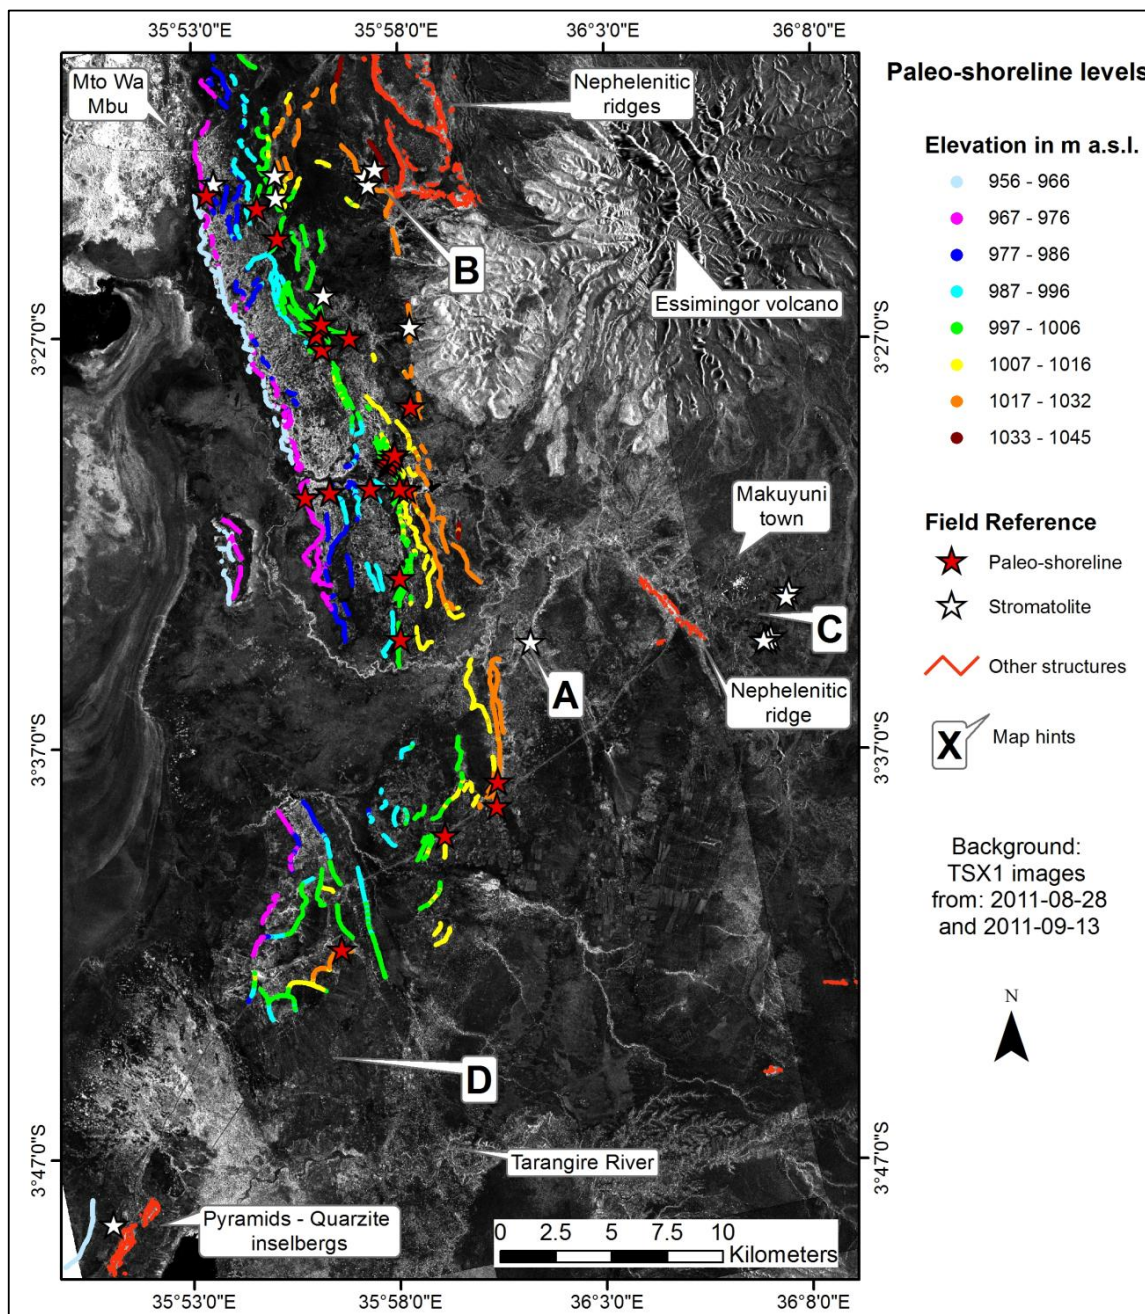 35°53'0"E 35°58'0"E 36°3'0"E 36°8'0"E
Paleo-shoreline levels
Mto Wa
Mbu
Nephelenitic
ridges
Elevation in m a.s.l.
956 - 966
967 - 976
977 - 986
987 - 996
997 - 1006
1007 - 1016
1017 - 1032
1033 - 1045
B
Essimingor volcano
3°27'0"S
3°27'0"S
Makuyuni
town
Field Reference
Paleo-shoreline
Stromatolite
Other structures
X
Map hints
C
A
Nephelenitic
ridge
3°37'0"S
3°37'0"S
Background:
TSX1 images
from: 2011-08-28
and 2011-09-13
N
D
Tarangire River
3°47'0"S
3°47'0"S
Pyramids - Quarzite
inselbergs
0 2.5 5 7.5 10
Kilometers
35°53'0"E 35°58'0"E 36°3'0"E 36°8'0"E